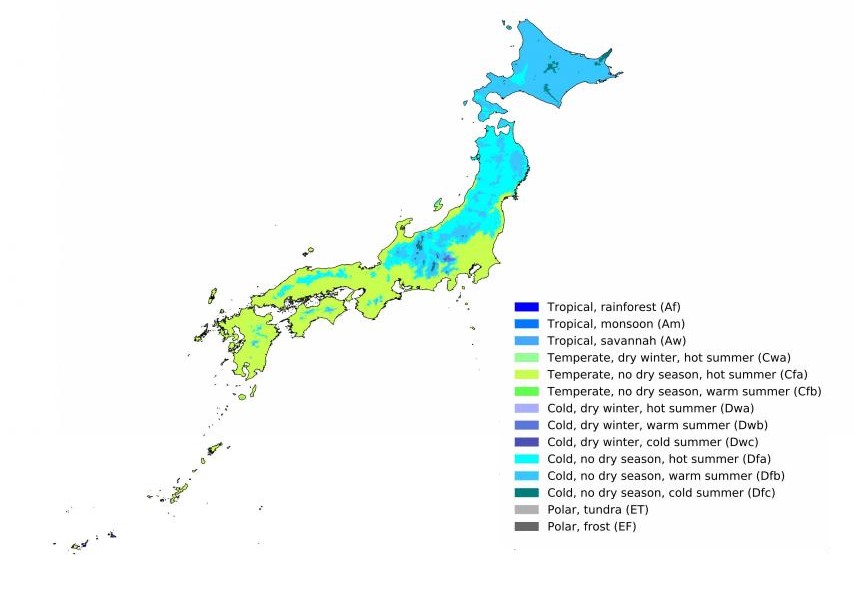 Tropical, rainforest (Af)
Tropical, monsoon (Am)
Tropical, savannah (Aw)
Temperate, dry winter, hot summer (Cwa)
Temperate, no dry season, hot summer (Cfa)
Temperate, no dry season, warm summer (Cfb)
Cold, dry winter, hot summer (Dwa)
Cold, dry winter, warm summer (Dwb)
Cold, dry winter, cold summer (Dwc)
Cold, no dry season, hot summer (Dfa)
Cold, no dry season, warm summer (Dfb)
Cold, no dry season, cold summer (Dfc)
Polar, tundra (ET)
Polar, frost (EF)